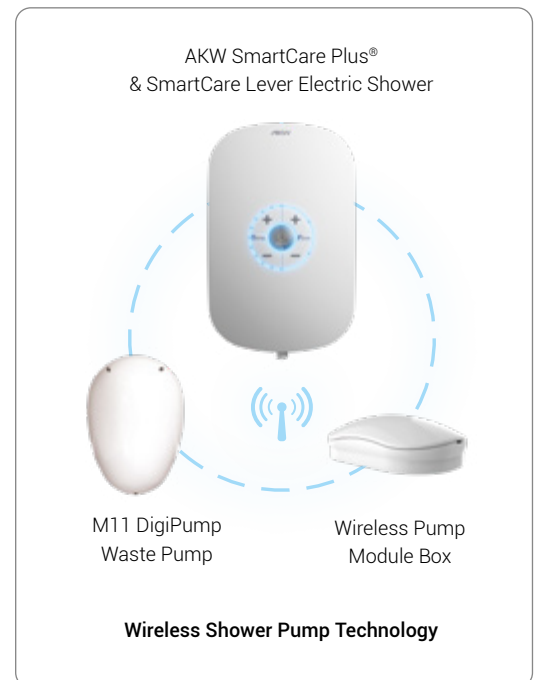 AKW SmartCare Plus®
& SmartCare Lever Electric Shower
+ +
− −
M11 DigiPump
Waste Pump
Wireless Pump
Module Box
Wireless Shower Pump Technology